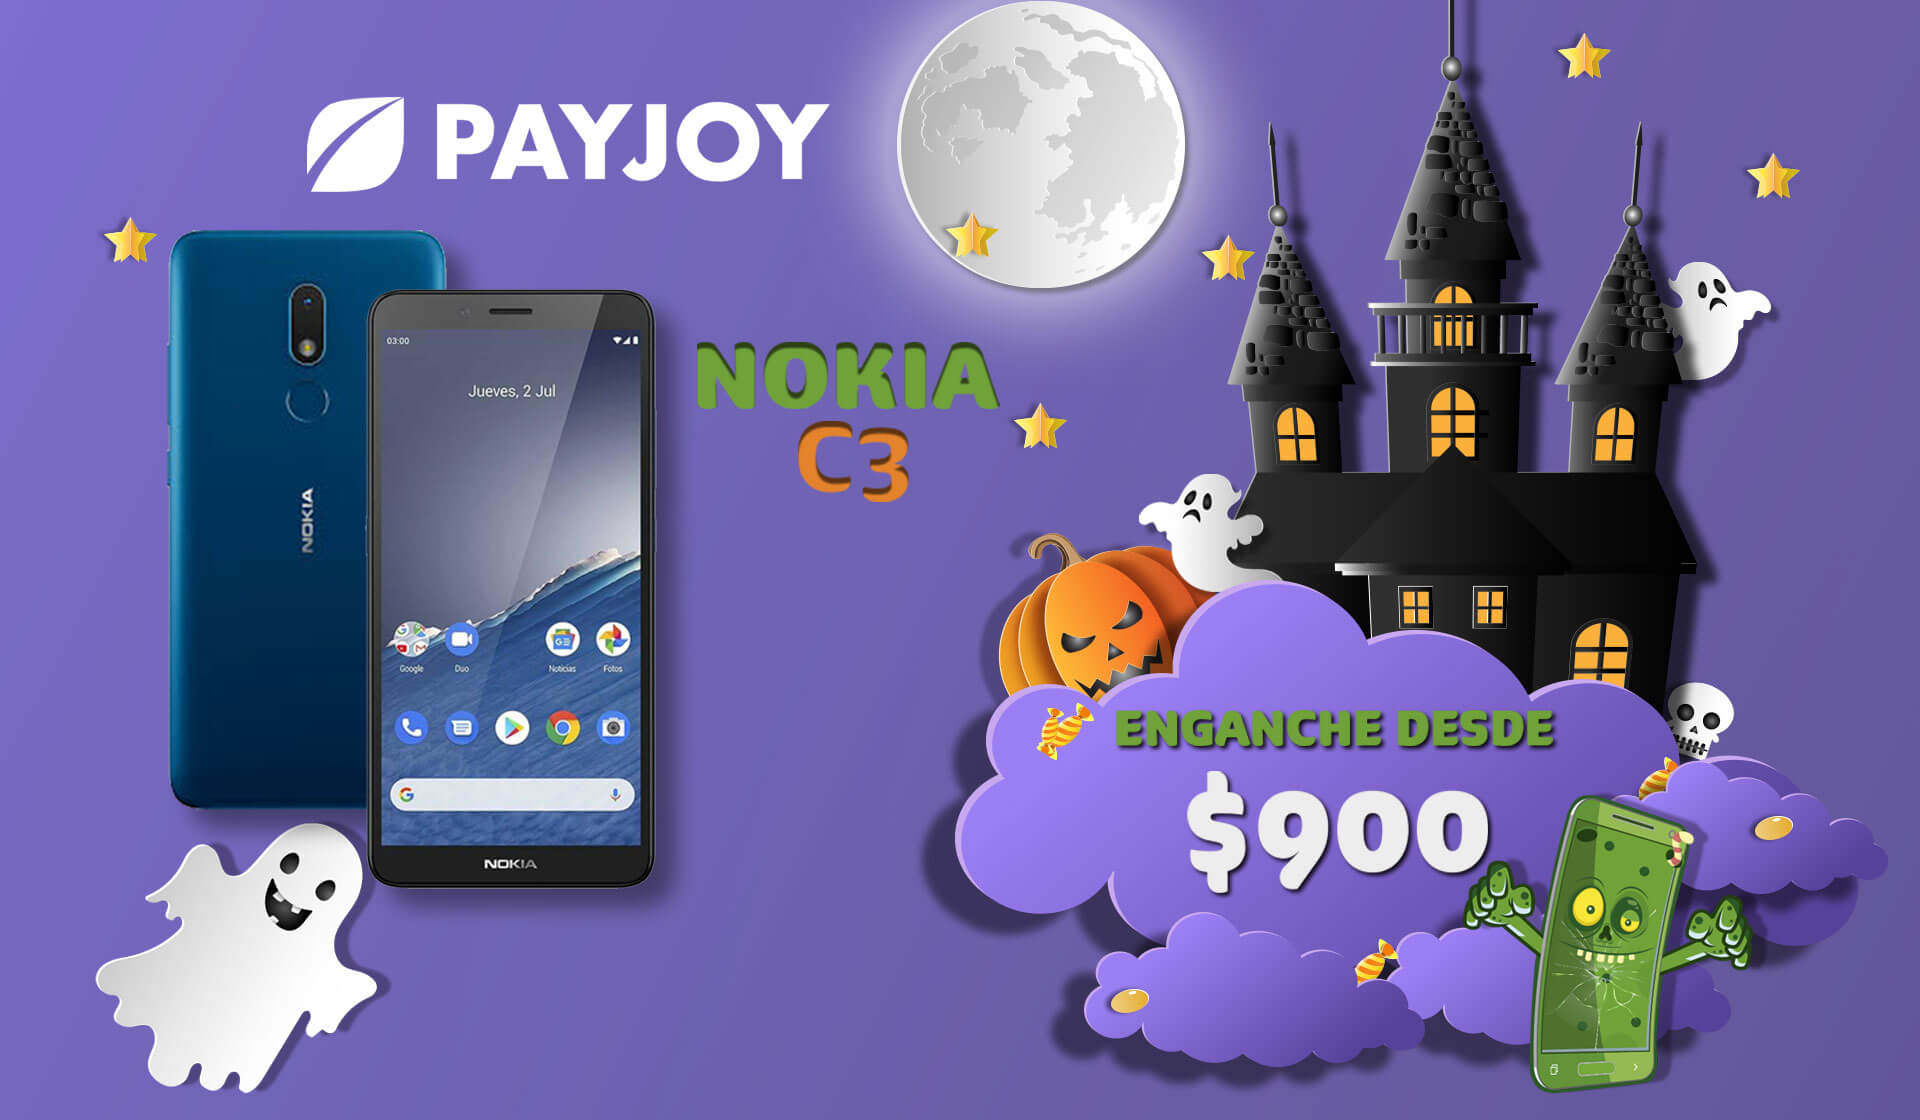 PAYJOY
NOKIA
C3
NOKIA
03:00
Jueves, 2 Jul
Google
Duo
Noticias
Fotos
NOKIA
ENGANCHE DESDE
$900